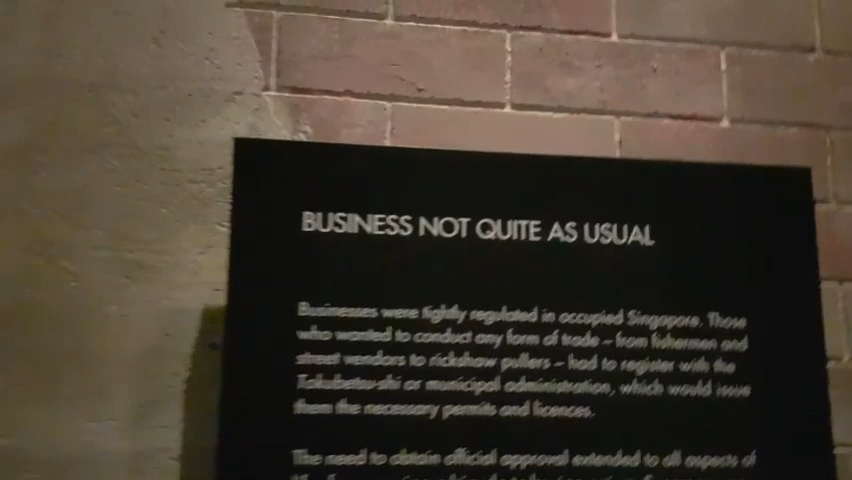 BUSINESS NOT QUITE AS USUAL
Businesses were tightly regulated in occupied Singapore. Those
who wanted to conduct any form of trade – from fishermen and
street vendors to rickshaw pullers – had to register with the
Tokubetsu-shi or municipal administration, which would issue
them the necessary permits and licences.
The need to obtain official approval extended to all aspects of